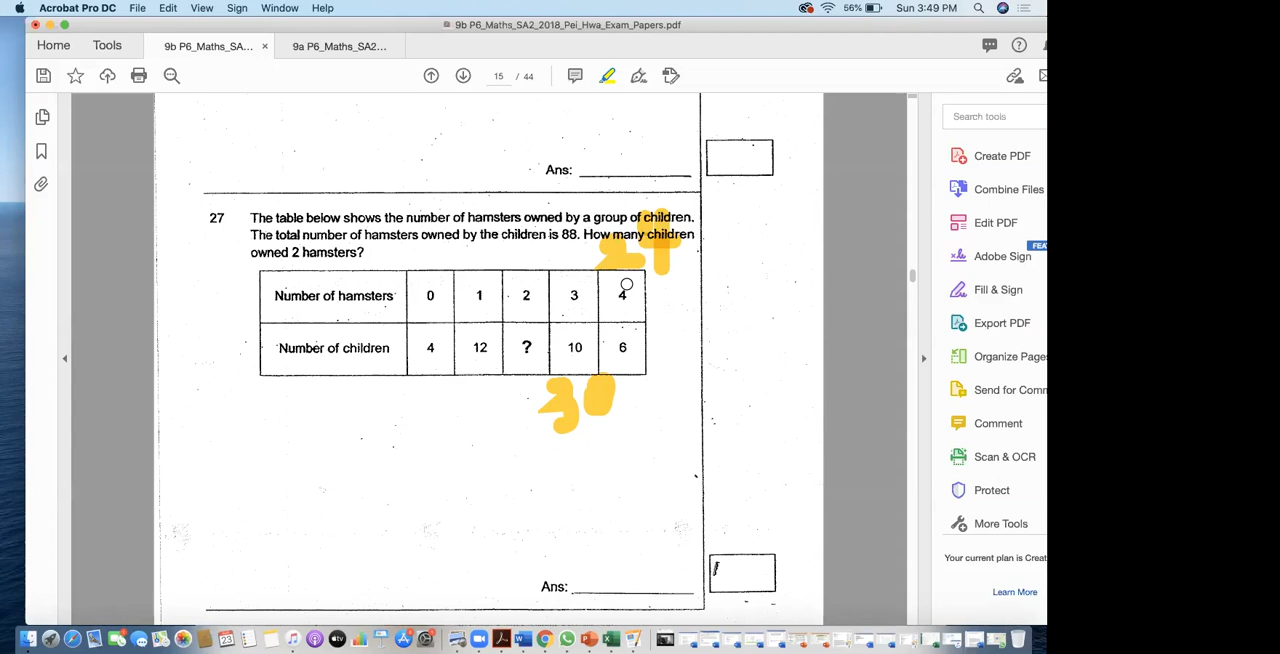 Acrobat Pro DC File Edit View Sign Window Help 56% Sun 3:49 PM
9b P6_Maths_SA2_2018_Pei_Hwa_Exam_Papers.pdf
Home Tools 9b P6_Maths_SA... × 9a P6_Maths_SA2...
15 / 44
Search tools
Create PDF
Combine Files
Edit PDF
FEA
Adobe Sign
Fill & Sign
Export PDF
Organize Pages
Send for Comm
Comment
Scan & OCR
Protect
More Tools
Your current plan is Creat
Learn More
Ans:
27 The table below shows the number of hamsters owned by a group of children.
The total number of hamsters owned by the children is 88. How many children
owned 2 hamsters?
24
Number of hamsters 0 1 2 3 4
Number of children 4 12 ? 10 6
30
Ans: